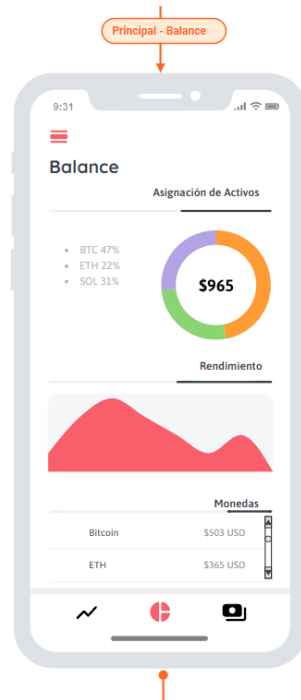 Principal - Balance
9:31
Balance
Asignación de Activos
BTC 47%
ETH 22%
SOL 31%
$965
Rendimiento
Monedas
Bitcoin $503 USD
ETH $365 USD